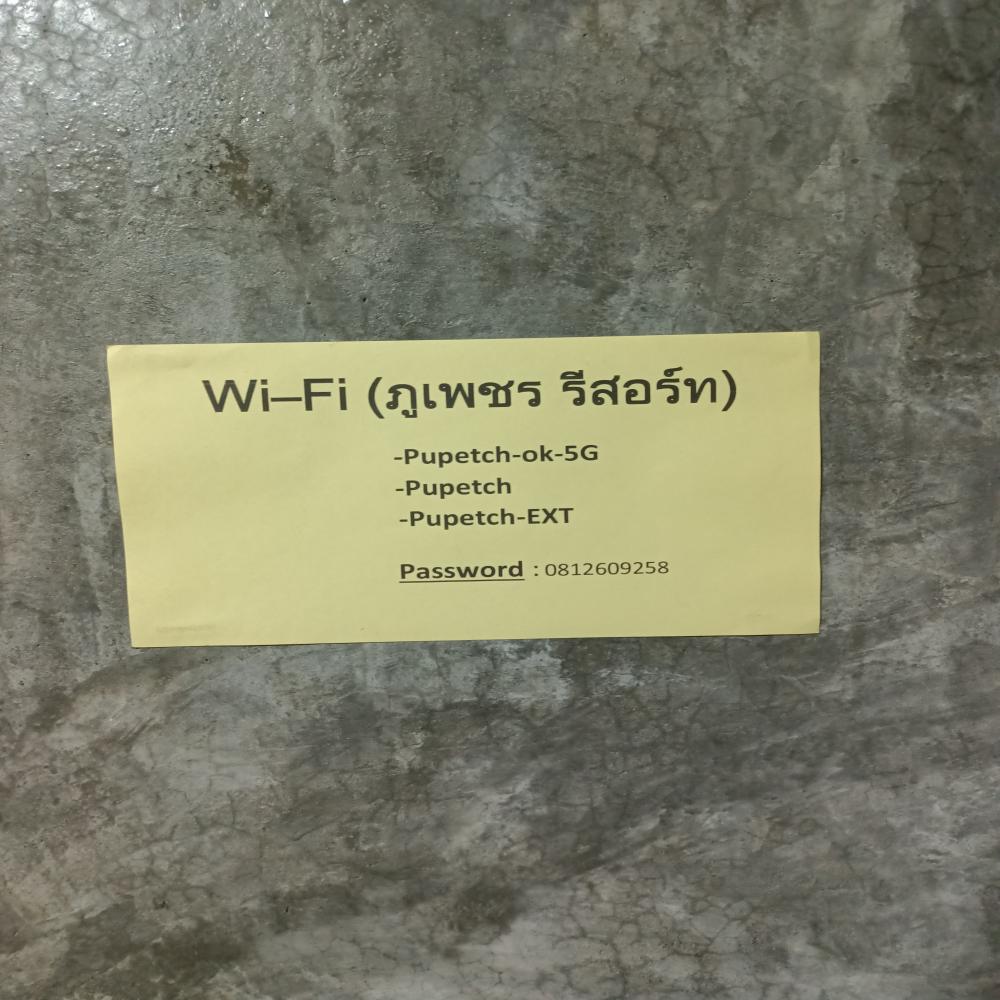 Wi–Fi (ภูเพชร รีสอร์ท)
-Pupetch-ok-5G
-Pupetch
-Pupetch-EXT
Password : 0812609258